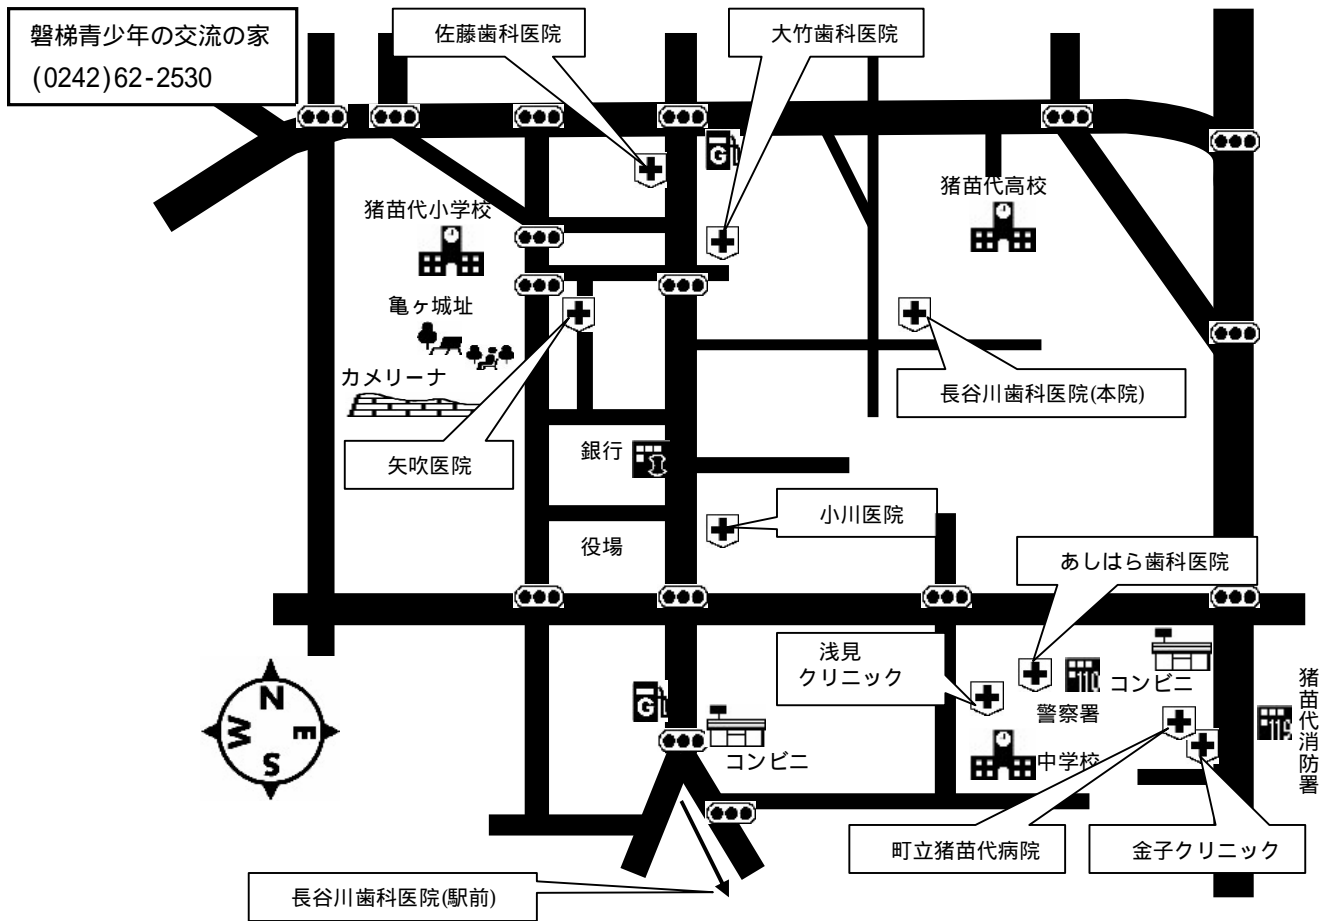 磐梯青少年の交流の家
(0242)62-2530
佐藤歯科医院
大竹歯科医院
G
猪苗代小学校
猪苗代高校
亀ヶ城址
カメリーナ
長谷川歯科医院(本院)
矢吹医院
銀行
小川医院
役場
あしはら歯科医院
浅見
クリニック
110
コンビニ
警察署
猪苗代消防署
119
N
W
E
S
G
コンビニ
中学校
町立猪苗代病院
金子クリニック
長谷川歯科医院(駅前)